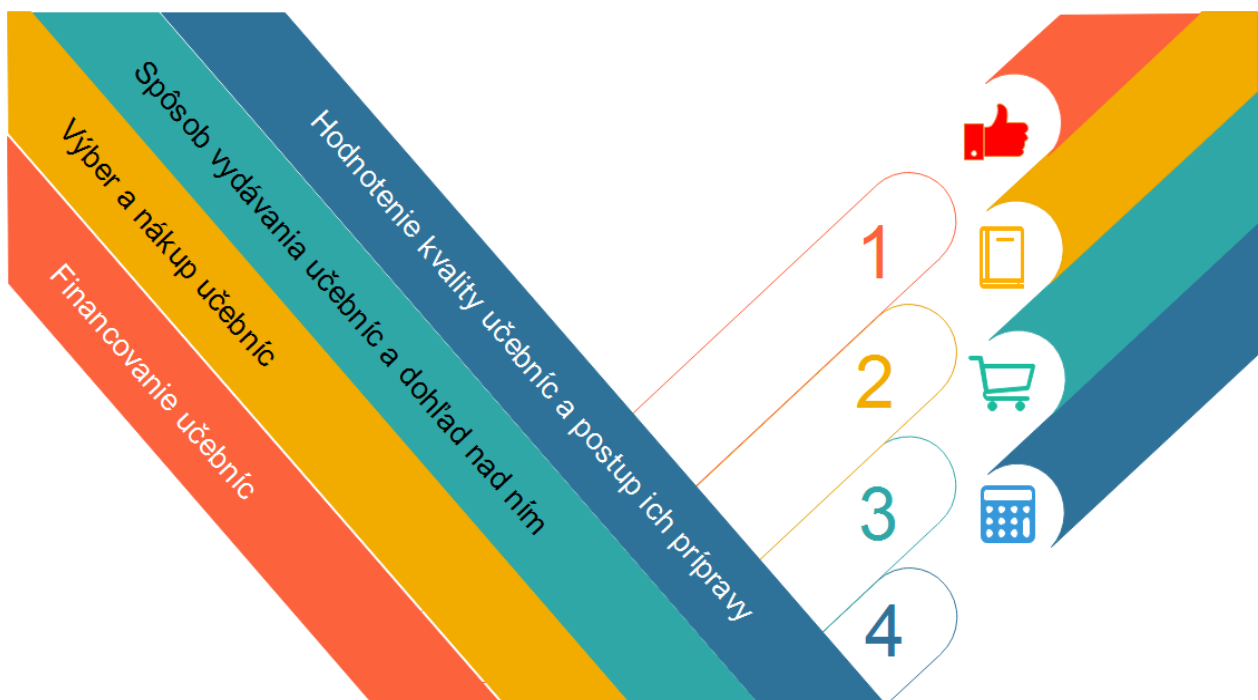 Hodnotenie kvality učebníc a postup ich prípravy
Spôsob vydávania učebníc a dohľad nad ním
Výber a nákup učebníc
Financovanie učebníc
1
2
3
4